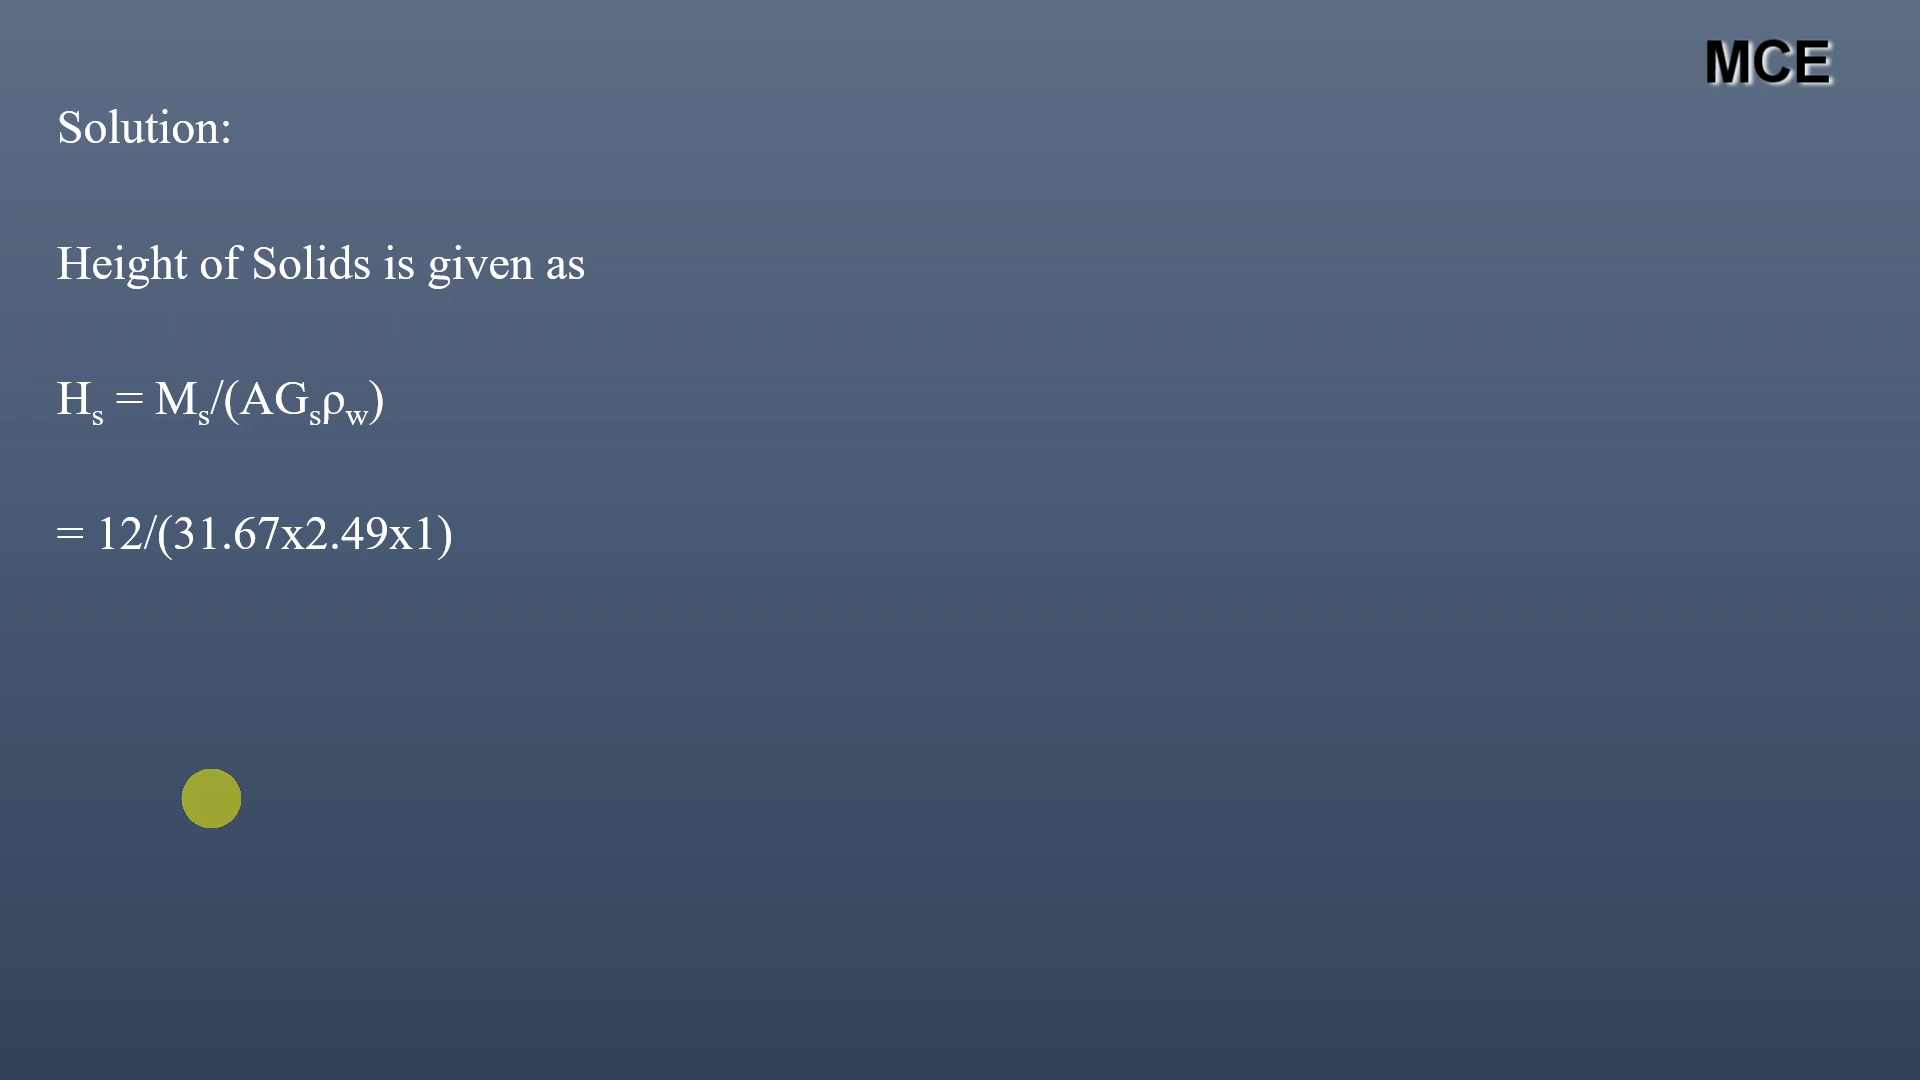 MCE
Solution:
Height of Solids is given as
Hₛ = Mₛ/(AGₛρw)
= 12/(31.67x2.49x1)